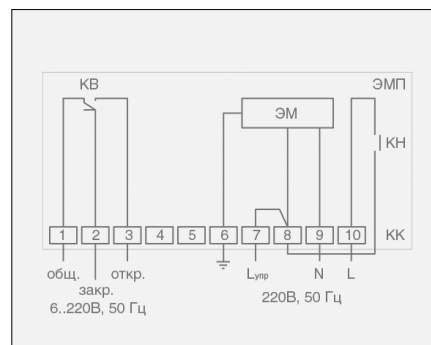 КВ
ЭМП
ЭМ
КН
1 2 3 4 5 6 7 8 9 10 КК
общ. откр. Lупр N L
закр. 220В, 50 Гц
6..220В, 50 Гц